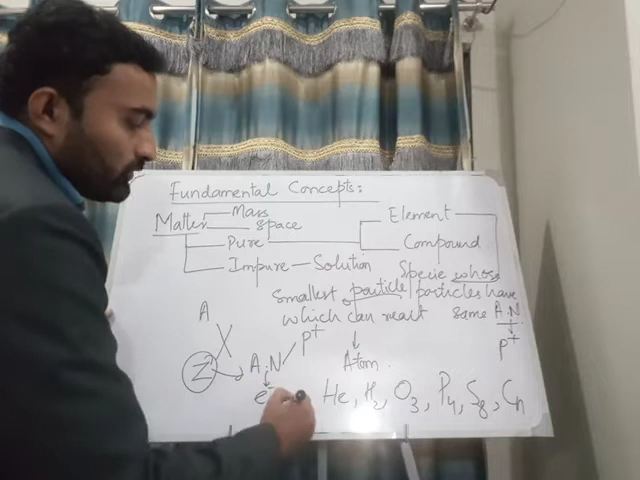 Fundamental Concepts:
Mass
Element
Matter
Space
Pure
Compound
Impure — Solution
Specie whose
Smallest particle particles have
which can react same A.N
A
P+
P+
Z A.N
Atom.
e-
He, H2, O3, P4, S8, Cn